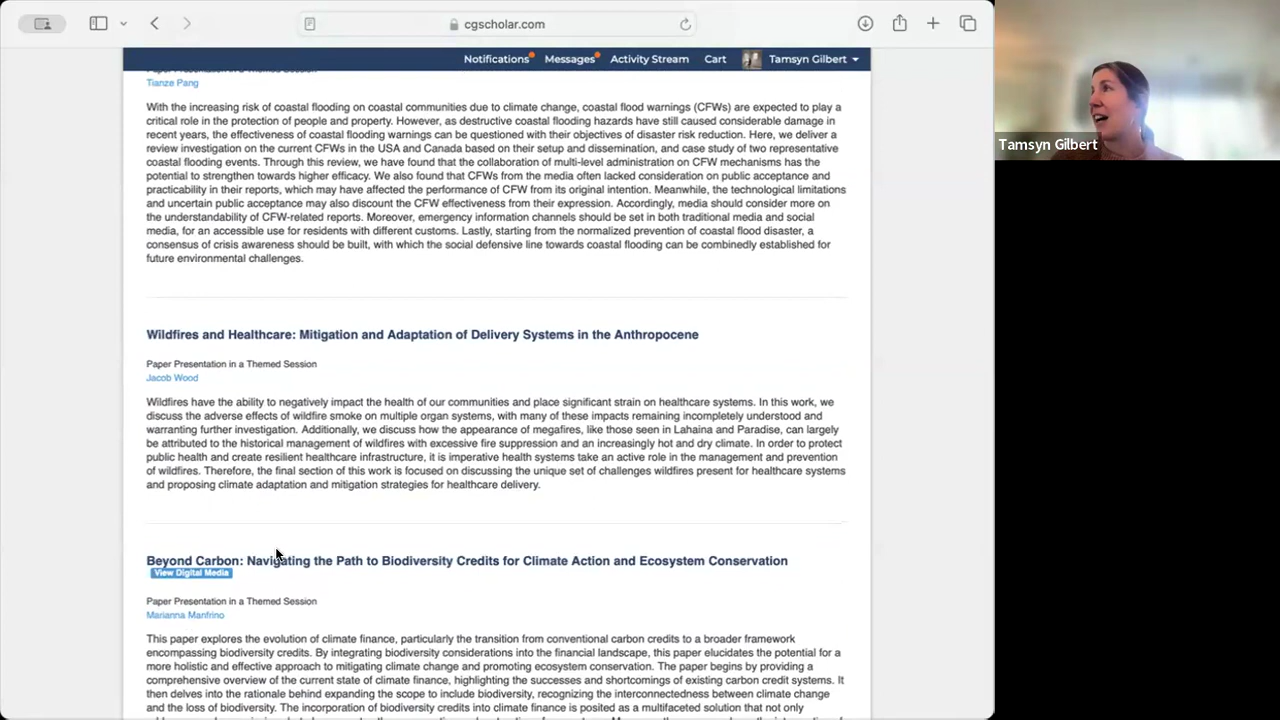 cgscholar.com
Notifications Messages Activity Stream Cart Tamsyn Gilbert
Paper Presentation in a Themed Session
Tianze Pang
With the increasing risk of coastal flooding on coastal communities due to climate change, coastal flood warnings (CFWs) are expected to play a
critical role in the protection of people and property. However, as destructive coastal flooding hazards have still caused considerable damage in
recent years, the effectiveness of coastal flooding warnings can be questioned with their objectives of disaster risk reduction. Here, we deliver a
review investigation on the current CFWs in the USA and Canada based on their setup and dissemination, and case study of two representative
coastal flooding events. Through this review, we have found that the collaboration of multi-level administration on CFW mechanisms has the
potential to strengthen towards higher efficacy. We also found that CFWs from the media often lacked consideration on public acceptance and
practicability in their reports, which may have affected the performance of CFW from its original intention. Meanwhile, the technological limitations
and uncertain public acceptance may also discount the CFW effectiveness from their expression. Accordingly, media should consider more on
the understandability of CFW-related reports. Moreover, emergency information channels should be set in both traditional media and social
media, for an accessible use for residents with different customs. Lastly, starting from the normalized prevention of coastal flood disaster, a
consensus of crisis awareness should be built, with which the social defensive line towards coastal flooding can be combinedly established for
future environmental challenges.
Wildfires and Healthcare: Mitigation and Adaptation of Delivery Systems in the Anthropocene
Paper Presentation in a Themed Session
Jacob Wood
Wildfires have the ability to negatively impact the health of our communities and place significant strain on healthcare systems. In this work, we
discuss the adverse effects of wildfire smoke on multiple organ systems, with many of these impacts remaining incompletely understood and
warranting further investigation. Additionally, we discuss how the appearance of megafires, like those seen in Lahaina and Paradise, can largely
be attributed to the historical management of wildfires with excessive fire suppression and an increasingly hot and dry climate. In order to protect
public health and create resilient healthcare infrastructure, it is imperative health systems take an active role in the management and prevention
of wildfires. Therefore, the final section of this work is focused on discussing the unique set of challenges wildfires present for healthcare systems
and proposing climate adaptation and mitigation strategies for healthcare delivery.
Beyond Carbon: Navigating the Path to Biodiversity Credits for Climate Action and Ecosystem Conservation
View Digital Media
Paper Presentation in a Themed Session
Marianna Manfrino
This paper explores the evolution of climate finance, particularly the transition from conventional carbon credits to a broader framework
encompassing biodiversity credits. By integrating biodiversity considerations into the financial landscape, this paper elucidates the potential for a
more holistic and effective approach to mitigating climate change and promoting ecosystem conservation. The paper begins by providing a
comprehensive overview of the current state of climate finance, highlighting the successes and shortcomings of existing carbon credit systems. It
then delves into the rationale behind expanding the scope to include biodiversity, recognizing the interconnectedness between climate change
and the loss of biodiversity. The incorporation of biodiversity credits into climate finance is posited as a multifaceted solution that not only
Tamsyn Gilbert